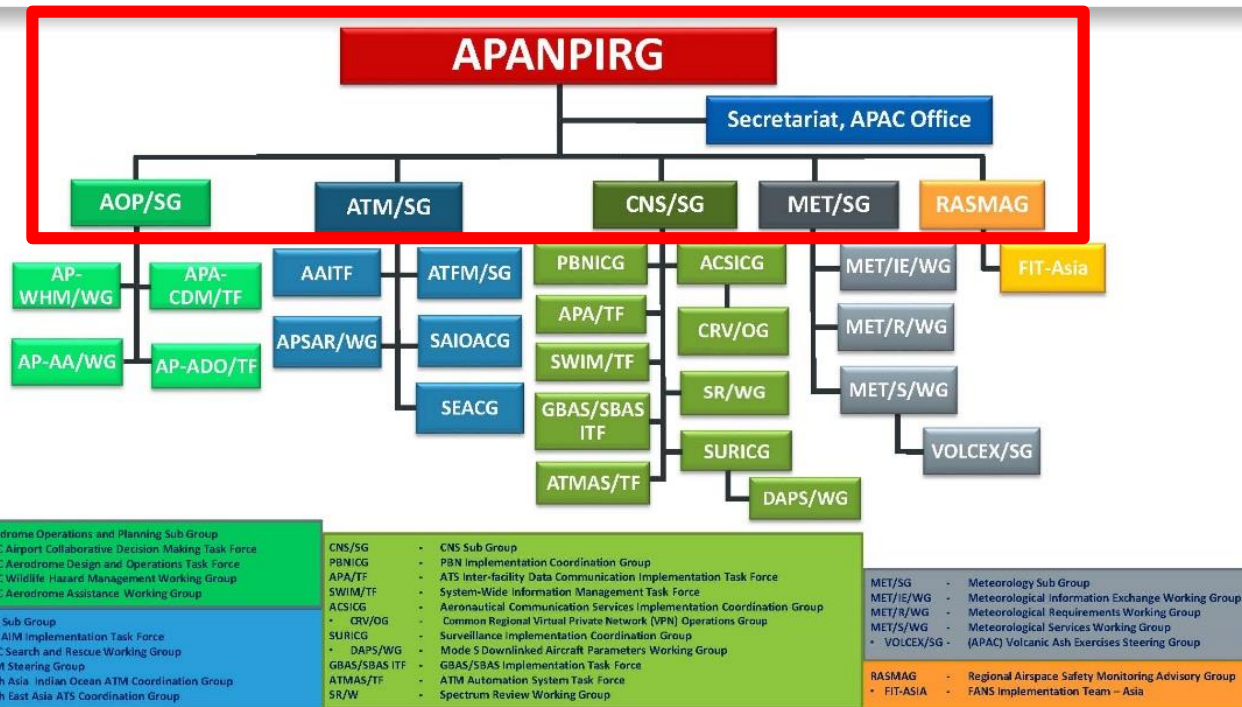 APANPIRG
Secretariat, APAC Office
AOP/SG
ATM/SG
CNS/SG
MET/SG
RASMAG
AP-
WHM/WG
APA-
CDM/TF
AP-AA/WG
AP-ADO/TF
AAITF
ATFM/SG
APSAR/WG
SAIOACG
SEACG
PBNICG
ACSICG
APA/TF
CRV/OG
SWIM/TF
SR/WG
GBAS/SBAS
ITF
SURICG
ATMAS/TF
DAPS/WG
MET/IE/WG
MET/R/WG
MET/S/WG
VOLCEX/SG
FIT-Asia
drome Operations and Planning Sub Group
C Airport Collaborative Decision Making Task Force
C Aerodrome Design and Operations Task Force
C Wildlife Hazard Management Working Group
C Aerodrome Assistance Working Group
Sub Group
AIM Implementation Task Force
C Search and Rescue Working Group
M Steering Group
h Asia Indian Ocean ATM Coordination Group
h East Asia ATS Coordination Group
CNS/SG - CNS Sub Group
PBNICG - PBN Implementation Coordination Group
APA/TF - ATS Inter-facility Data Communication Implementation Task Force
SWIM/TF - System-Wide Information Management Task Force
ACSICG - Aeronautical Communication Services Implementation Coordination Group
• CRV/OG - Common Regional Virtual Private Network (VPN) Operations Group
SURICG - Surveillance Implementation Coordination Group
• DAPS/WG - Mode S Downlinked Aircraft Parameters Working Group
GBAS/SBAS ITF - GBAS/SBAS Implementation Task Force
ATMAS/TF - ATM Automation System Task Force
SR/W - Spectrum Review Working Group
MET/SG - Meteorology Sub Group
MET/IE/WG - Meteorological Information Exchange Working Group
MET/R/WG - Meteorological Requirements Working Group
MET/S/WG - Meteorological Services Working Group
• VOLCEX/SG - (APAC) Volcanic Ash Exercises Steering Group
RASMAG - Regional Airspace Safety Monitoring Advisory Group
• FIT-ASIA - FANS Implementation Team – Asia